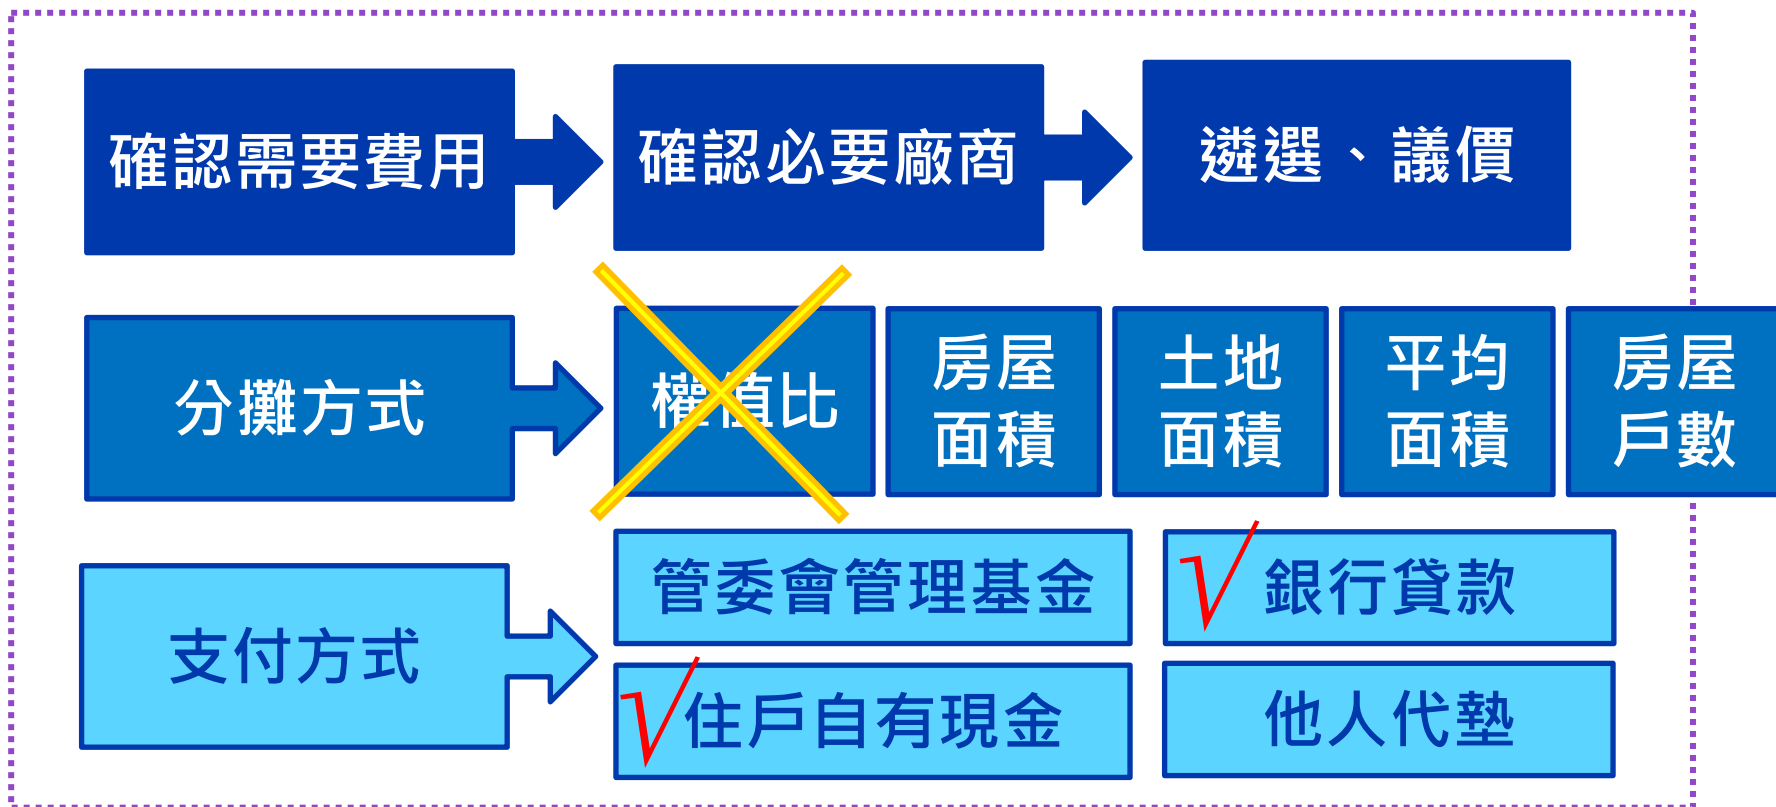 確認需要費用
確認必要廠商
遴選、議價
分攤方式
權值比
房屋
面積
土地
面積
平均
面積
房屋
戶數
支付方式
管委會管理基金
銀行貸款
住戶自有現金
他人代墊